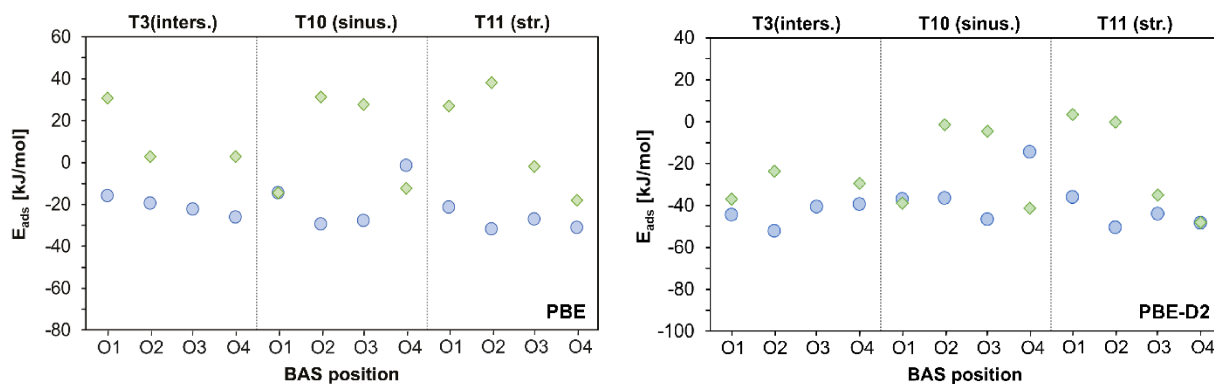 T3(inters.) T10 (sinus.) T11 (str.)
60
40
20
0
-20
-40
-60
-80
E_ads [kJ/mol]
PBE
O1 O2 O3 O4 O1 O2 O3 O4 O1 O2 O3 O4
BAS position
T3(inters.) T10 (sinus.) T11 (str.)
40
20
0
-20
-40
-60
-80
-100
E_ads [kJ/mol]
PBE-D2
O1 O2 O3 O4 O1 O2 O3 O4 O1 O2 O3 O4
BAS position